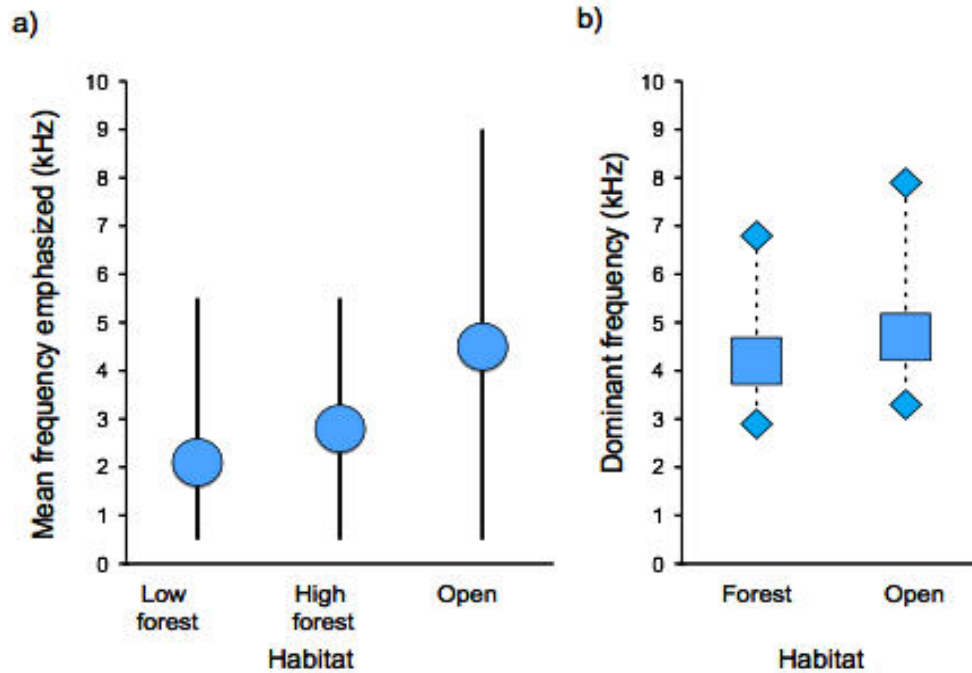 a)
Mean frequency emphasized (kHz)
10
9
8
7
6
5
4
3
2
1
0
Low
forest
High
forest
Open
Habitat
b)
Dominant frequency (kHz)
10
9
8
7
6
5
4
3
2
1
0
Forest
Open
Habitat